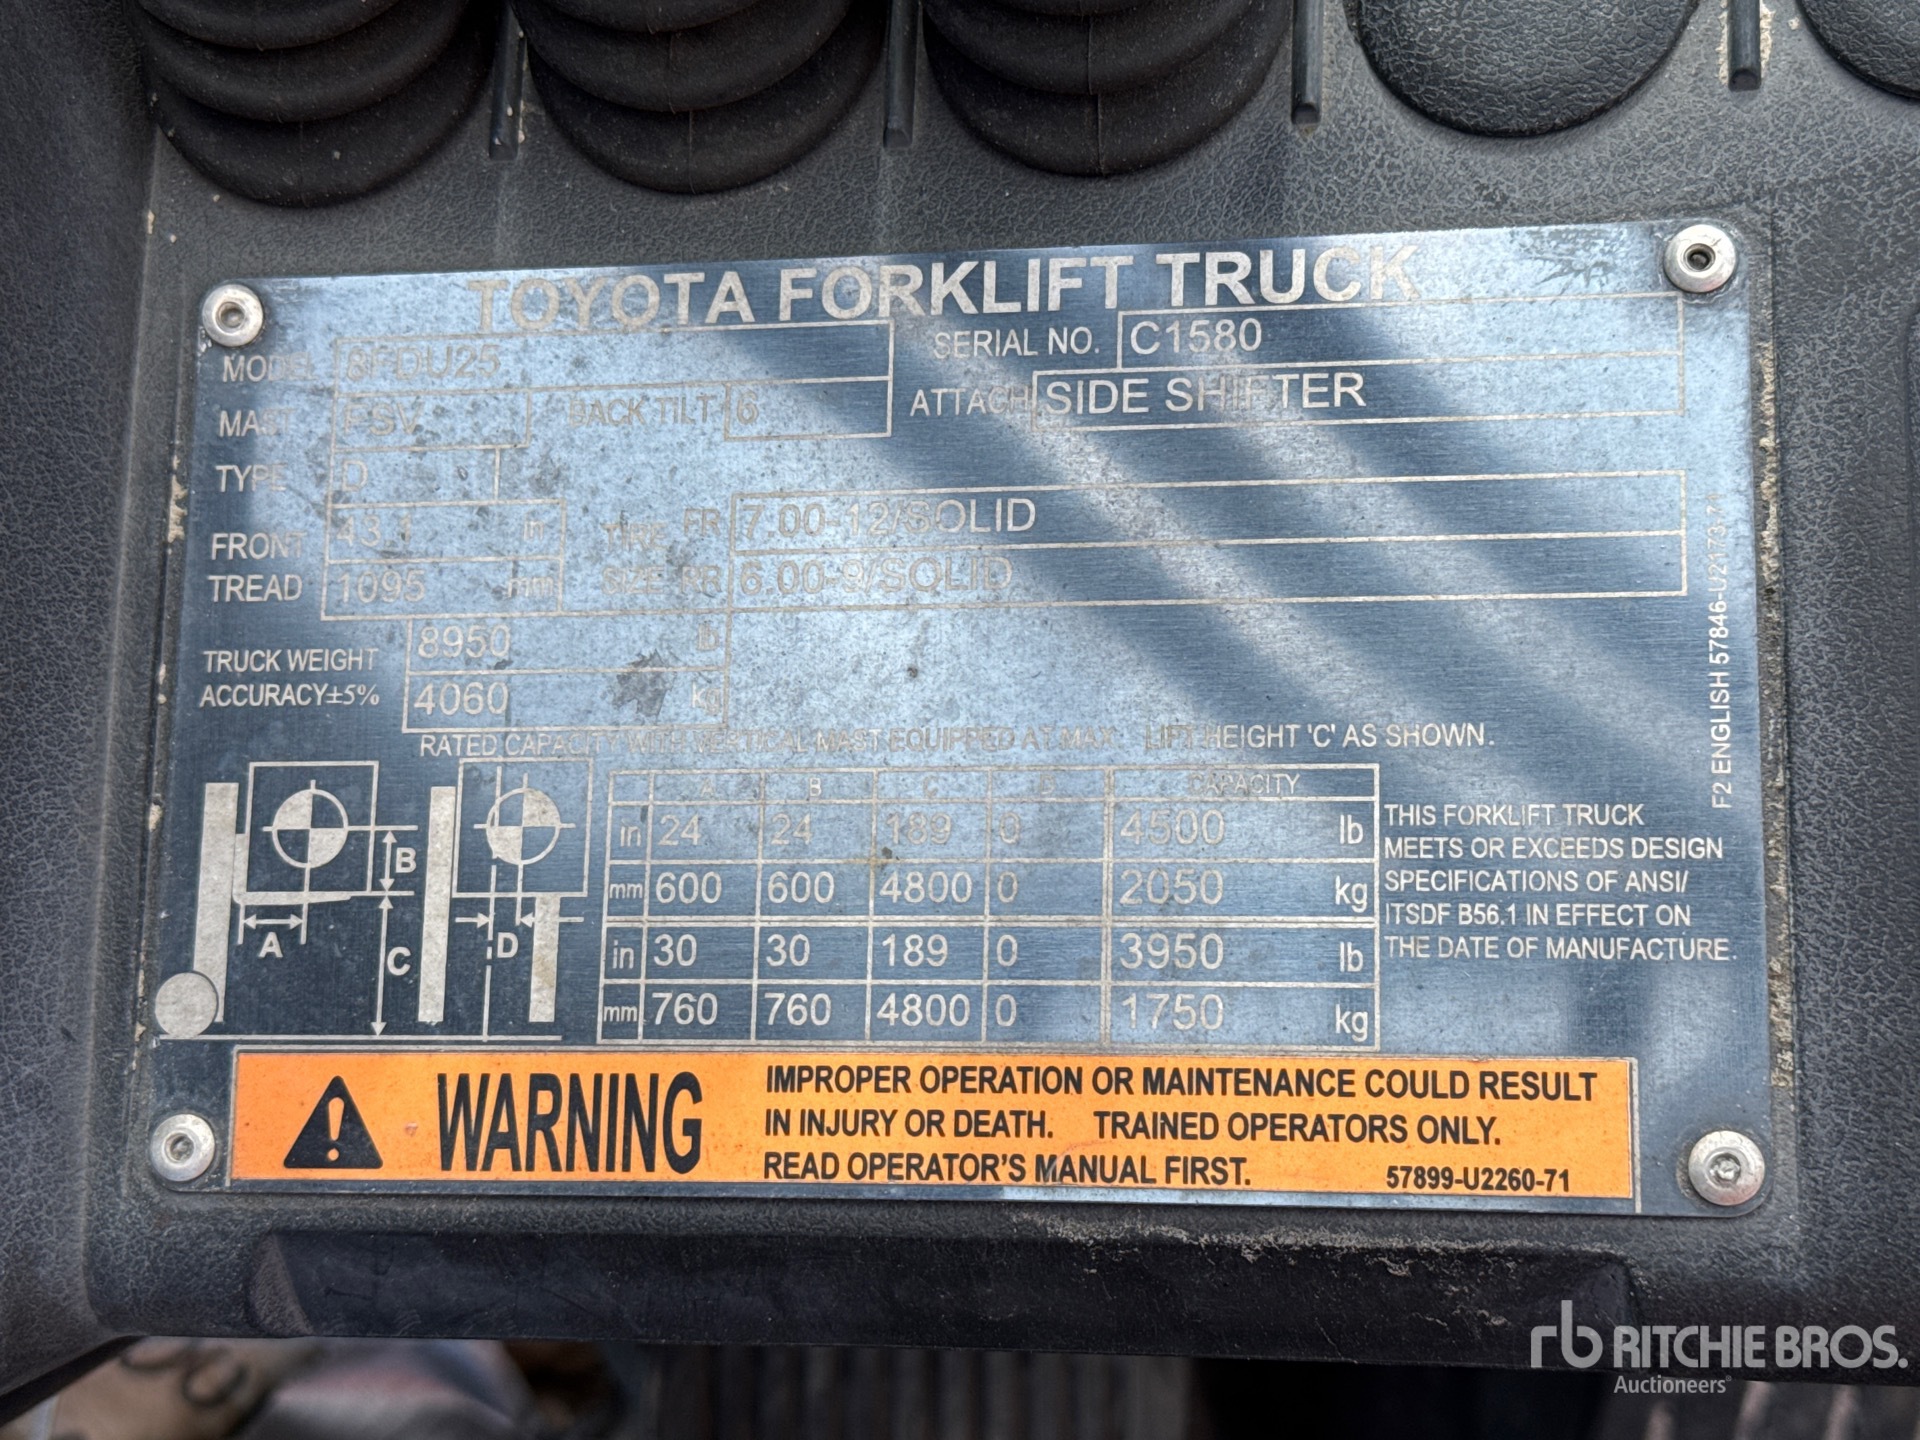 TOYOTA FORKLIFT TRUCK
MODEL 8FDU25 SERIAL NO. C1580
MAST FSV BACK TILT 6 ATTACH SIDE SHIFTER
TYPE D
FRONT TREAD 43.1 in TIRE SIZE FR 7.00-12/SOLID
1095 mm RR 6.00-9/SOLID
TRUCK WEIGHT 8950 lb
ACCURACY±5% 4060 kg
RATED CAPACITY WITH VERTICAL MAST EQUIPPED AT MAX LIFT HEIGHT 'C' AS SHOWN.
A B C D CAPACITY
in 24 24 189 0 4500 lb
mm 600 600 4800 0 2050 kg
in 30 30 189 0 3950 lb
mm 760 760 4800 0 1750 kg
A B C D
THIS FORKLIFT TRUCK
MEETS OR EXCEEDS DESIGN
SPECIFICATIONS OF ANSI/
ITSDF B56.1 IN EFFECT ON
THE DATE OF MANUFACTURE.
F2 ENGLISH 57846-U2173-71
WARNING
IMPROPER OPERATION OR MAINTENANCE COULD RESULT
IN INJURY OR DEATH. TRAINED OPERATORS ONLY.
READ OPERATOR'S MANUAL FIRST. 57899-U2260-71
rb RITCHIE BROS.
Auctioneers